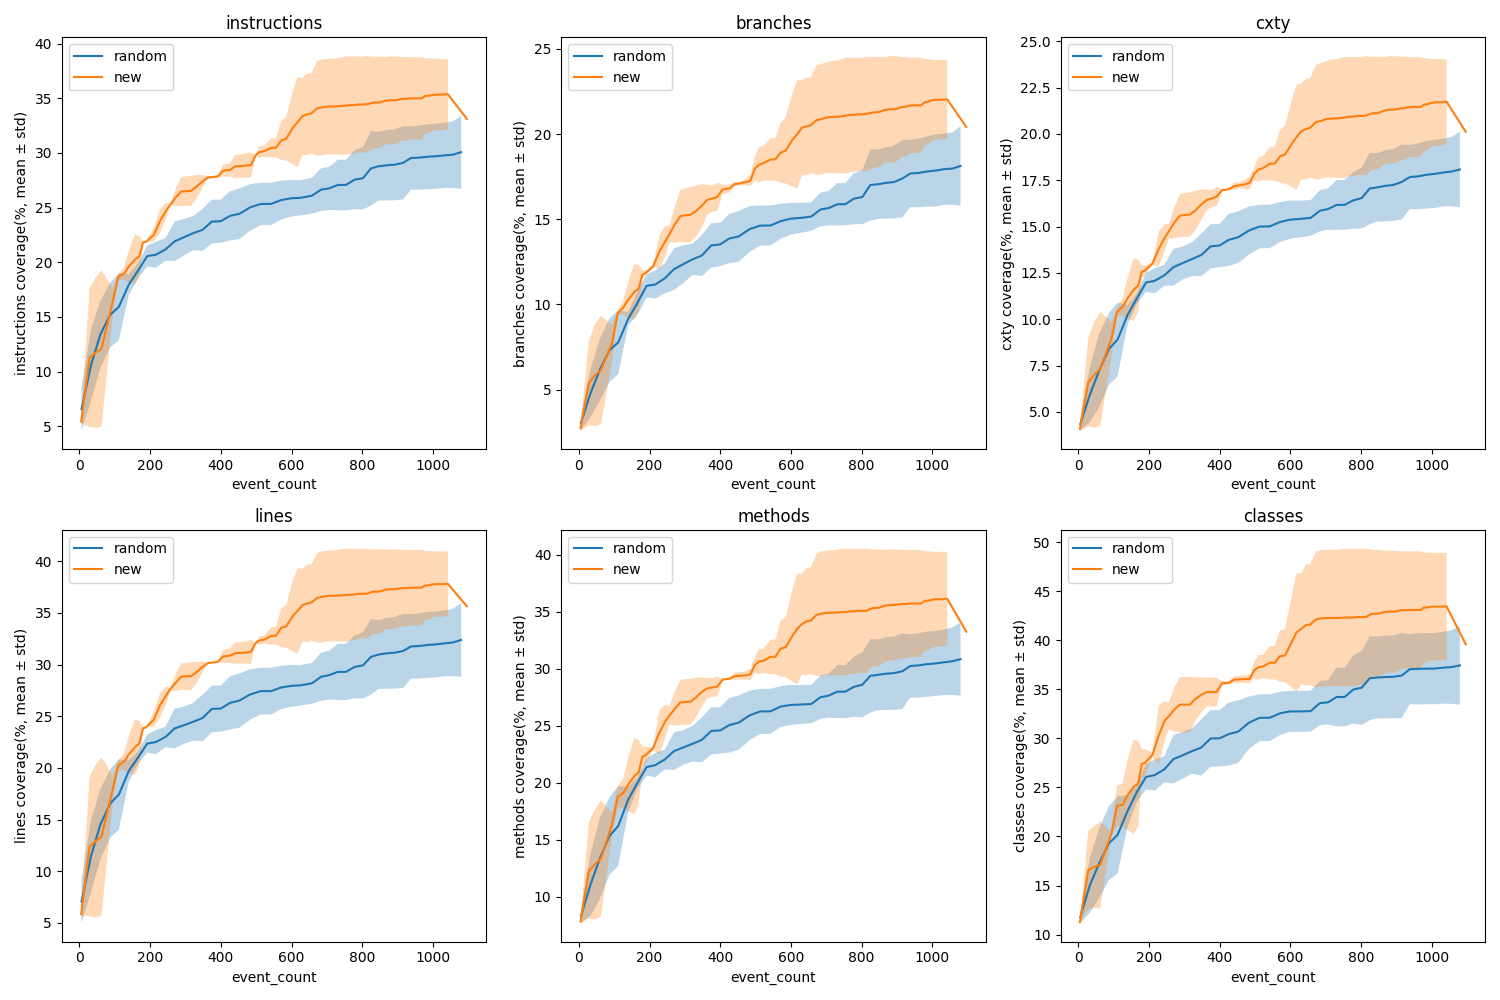 instructions
branches
cxty
40
35
30
25
20
15
10
5
instructions coverage(%, mean ± std)
random
new
0
200
400
600
800
1000
event_count
25
20
15
10
5
branches coverage(%, mean ± std)
random
new
0
200
400
600
800
1000
event_count
25.0
22.5
20.0
17.5
15.0
12.5
10.0
7.5
5.0
cxty coverage(%, mean ± std)
random
new
0
200
400
600
800
1000
event_count
lines
methods
classes
40
35
30
25
20
15
10
5
lines coverage(%, mean ± std)
random
new
0
200
400
600
800
1000
event_count
40
35
30
25
20
15
10
methods coverage(%, mean ± std)
random
new
0
200
400
600
800
1000
event_count
50
45
40
35
30
25
20
15
10
classes coverage(%, mean ± std)
random
new
0
200
400
600
800
1000
event_count